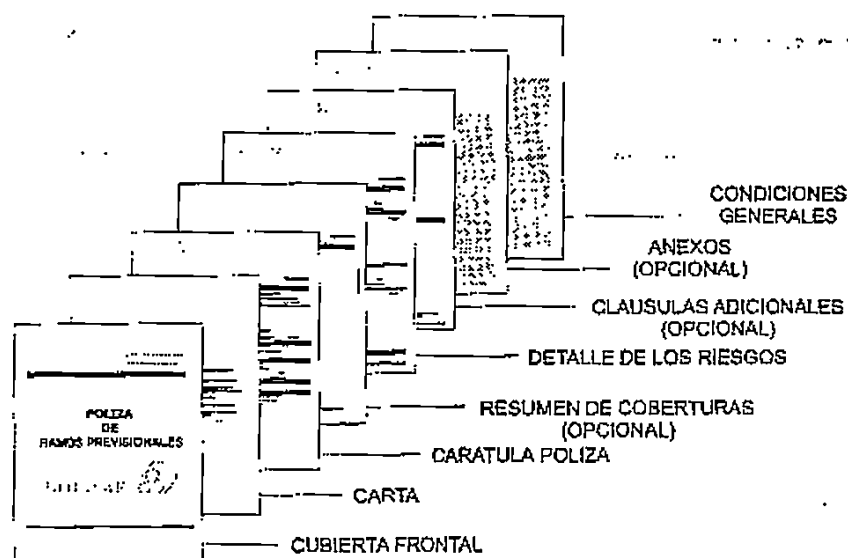 CONDICIONES
GENERALES
ANEXOS
(OPCIONAL)
CLAUSULAS ADICIONALES
(OPCIONAL)
DETALLE DE LOS RIESGOS
RESUMEN DE COBERTURAS
(OPCIONAL)
CARATULA POLIZA
CARTA
CUBIERTA FRONTAL
POLIZA
DE
RAMOS PREVISIONALES